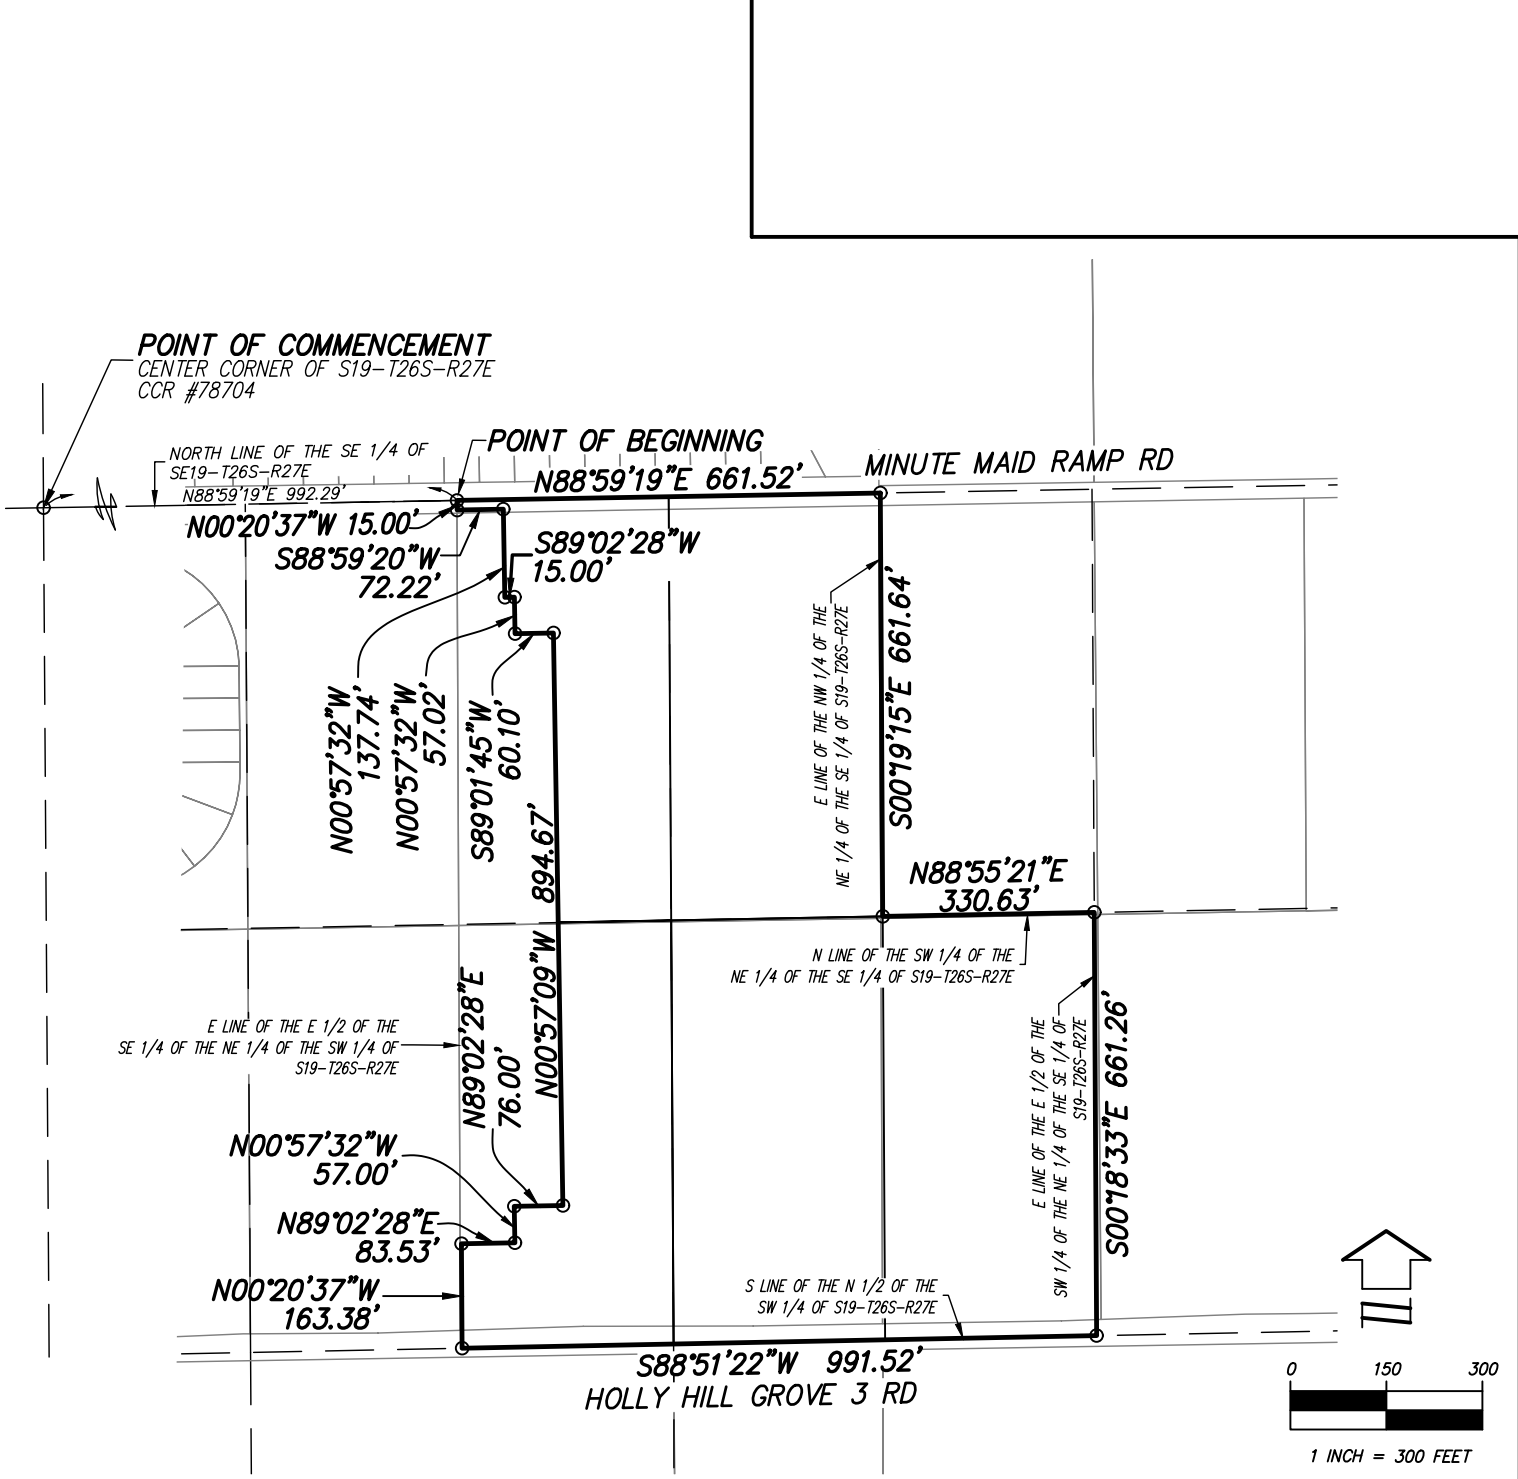 POINT OF COMMENCEMENT
CENTER CORNER OF S19-T26S-R27E
CCR #78704
NORTH LINE OF THE SE 1/4 OF
SE19-T26S-R27E
N88°59'19"E 992.29'
POINT OF BEGINNING
N88°59'19"E 661.52'
MINUTE MAID RAMP RD
N00°20'37"W 15.00'
S88°59'20"W
72.22'
S89°02'28"W
15.00'
N00°57'32"W
137.74'
N00°57'32"W
57.02'
S89°01'45"W
60.10'
E LINE OF THE NW 1/4 OF THE
NE 1/4 OF THE SE 1/4 OF S19-T26S-R27E
S00°19'15"E 661.64'
N88°55'21"E
330.63'
N LINE OF THE SW 1/4 OF THE
NE 1/4 OF THE SE 1/4 OF S19-T26S-R27E
N00°57'09"W 894.67'
N89°02'28"E
76.00'
E LINE OF THE E 1/2 OF THE
SE 1/4 OF THE NE 1/4 OF THE SW 1/4 OF
S19-T26S-R27E
E LINE OF THE E 1/2 OF THE
SW 1/4 OF THE NE 1/4 OF THE SE 1/4 OF
S19-T26S-R27E
S00°18'33"E 661.26'
N00°57'32"W
57.00'
N89°02'28"E
83.53'
N00°20'37"W
163.38'
S LINE OF THE N 1/2 OF THE
SW 1/4 OF S19-T26S-R27E
S88°51'22"W 991.52'
HOLLY HILL GROVE 3 RD
0 150 300
1 INCH = 300 FEET